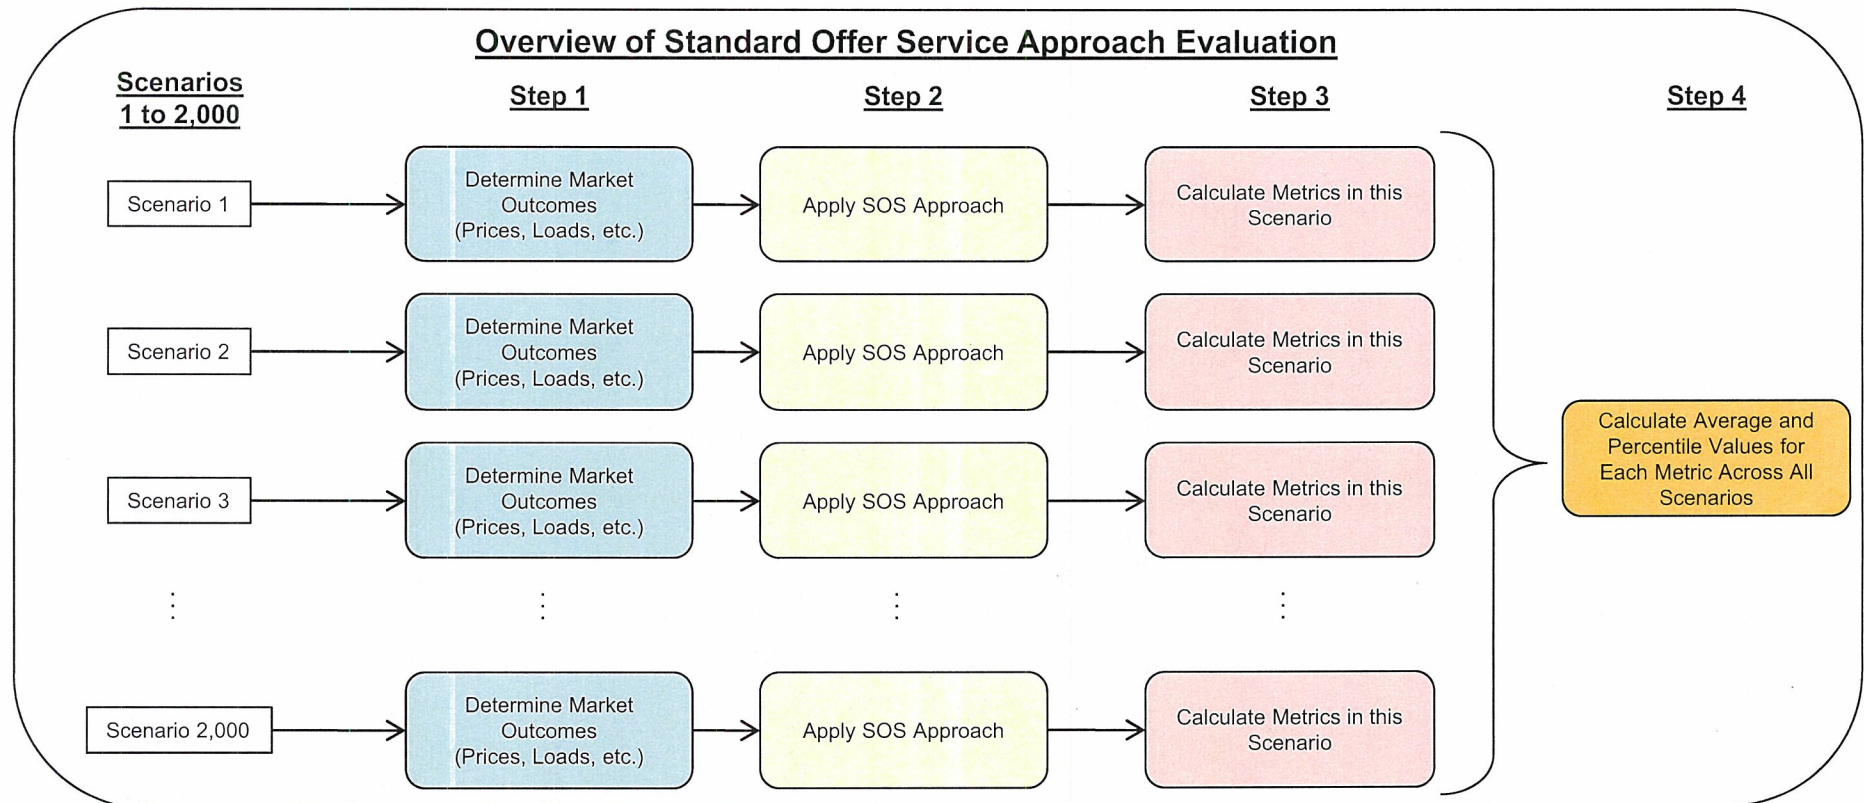 Overview of Standard Offer Service Approach Evaluation
Scenarios
1 to 2,000
Step 1
Step 2
Step 3
Step 4
Scenario 1
Determine Market
Outcomes
(Prices, Loads, etc.)
Apply SOS Approach
Calculate Metrics in this
Scenario
Scenario 2
Determine Market
Outcomes
(Prices, Loads, etc.)
Apply SOS Approach
Calculate Metrics in this
Scenario
Scenario 3
Determine Market
Outcomes
(Prices, Loads, etc.)
Apply SOS Approach
Calculate Metrics in this
Scenario
Calculate Average and
Percentile Values for
Each Metric Across All
Scenarios
Scenario 2,000
Determine Market
Outcomes
(Prices, Loads, etc.)
Apply SOS Approach
Calculate Metrics in this
Scenario